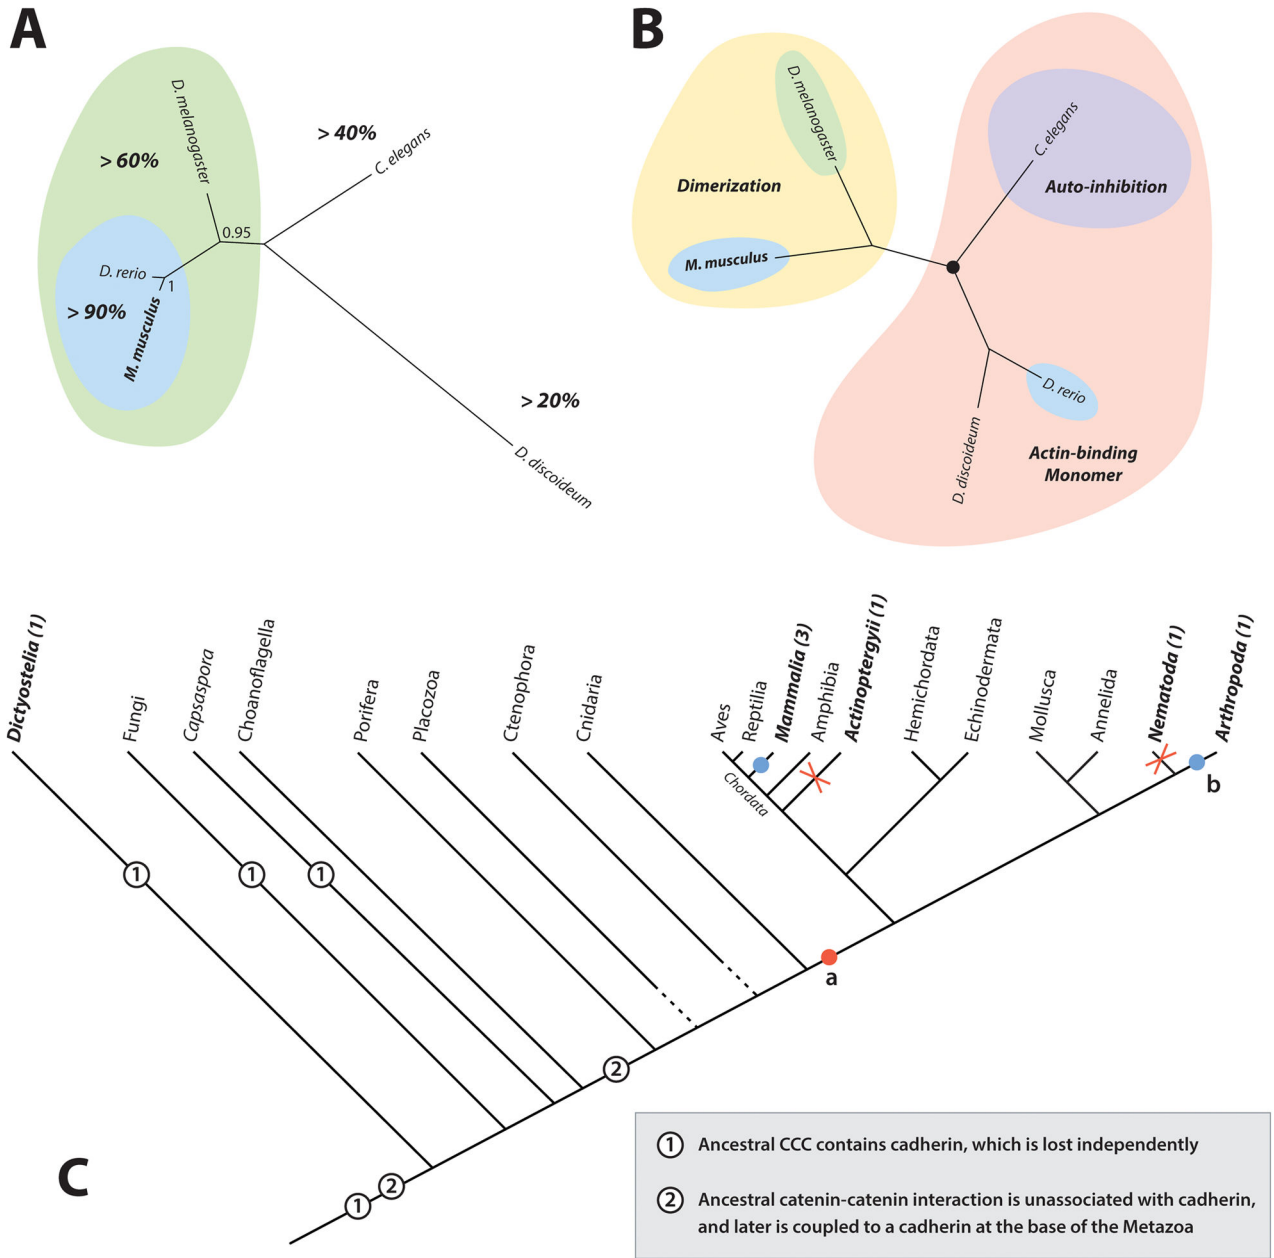 A
D. melanogaster
> 60%
> 40%
C. elegans
0.95
D. rerio
1
> 90%
M. musculus
> 20%
D. discoideum
B
D. melanogaster
Dimerization
M. musculus
C. elegans
Auto-inhibition
D. rerio
D. discoideum
Actin-binding
Monomer
C
Dictyostelia (1)
Fungi
Capsaspora
Choanoflagella
Porifera
Placozoa
Ctenophora
Cnidaria
Aves
Reptilia
Mammalia (3)
Amphibia
Actinoptergyii (1)
Hemichordata
Echinodermata
Mollusca
Annelida
Nematoda (1)
Arthropoda (1)
Chordata
b
1
1
1
a
2
2
1
1 Ancestral CCC contains cadherin, which is lost independently
2 Ancestral catenin-catenin interaction is unassociated with cadherin,
and later is coupled to a cadherin at the base of the Metazoa